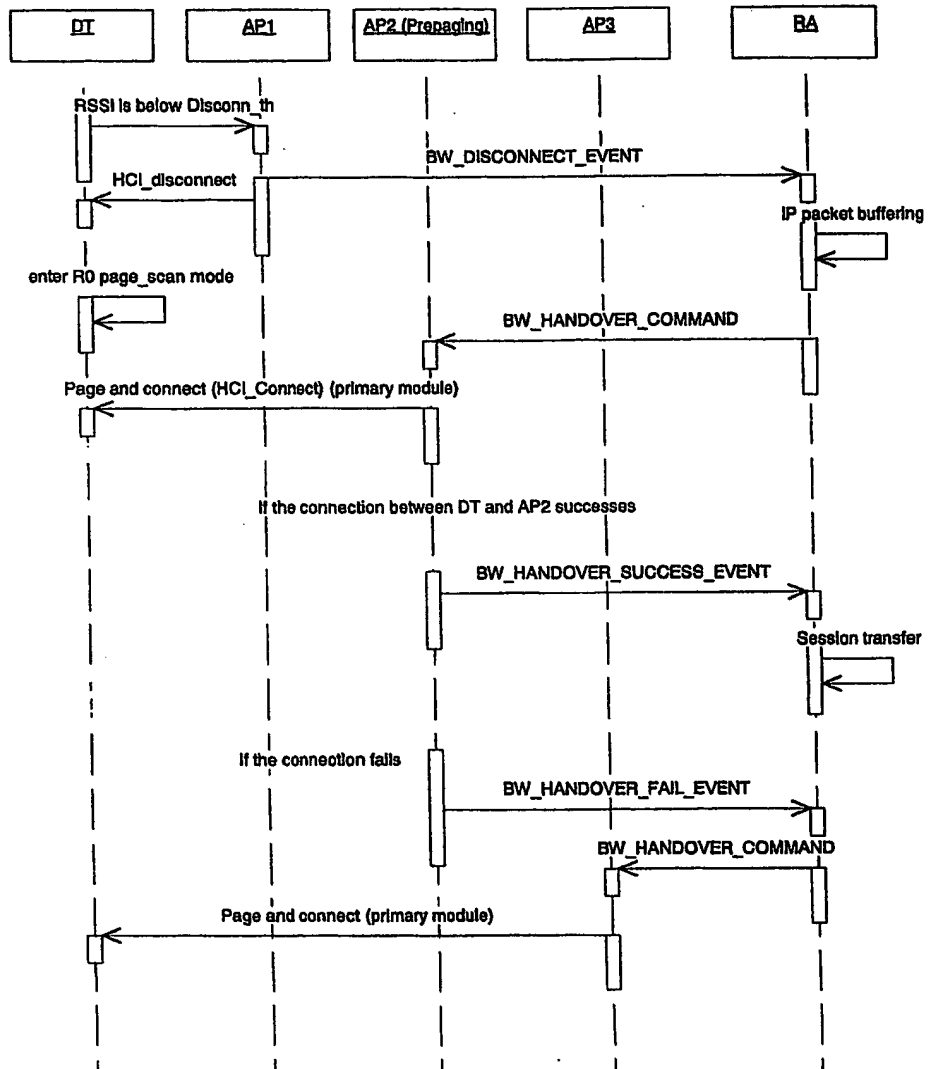 DT
AP1
AP2 (Prepaging)
AP3
RA
RSSI is below Disconn_th
BW_DISCONNECT_EVENT
HCI_disconnect
IP packet buffering
enter R0 page_scan mode
BW_HANDOVER_COMMAND
Page and connect (HCI_Connect) (primary module)
If the connection between DT and AP2 successes
BW_HANDOVER_SUCCESS_EVENT
Session transfer
If the connection fails
BW_HANDOVER_FAIL_EVENT
BW_HANDOVER_COMMAND
Page and connect (primary module)